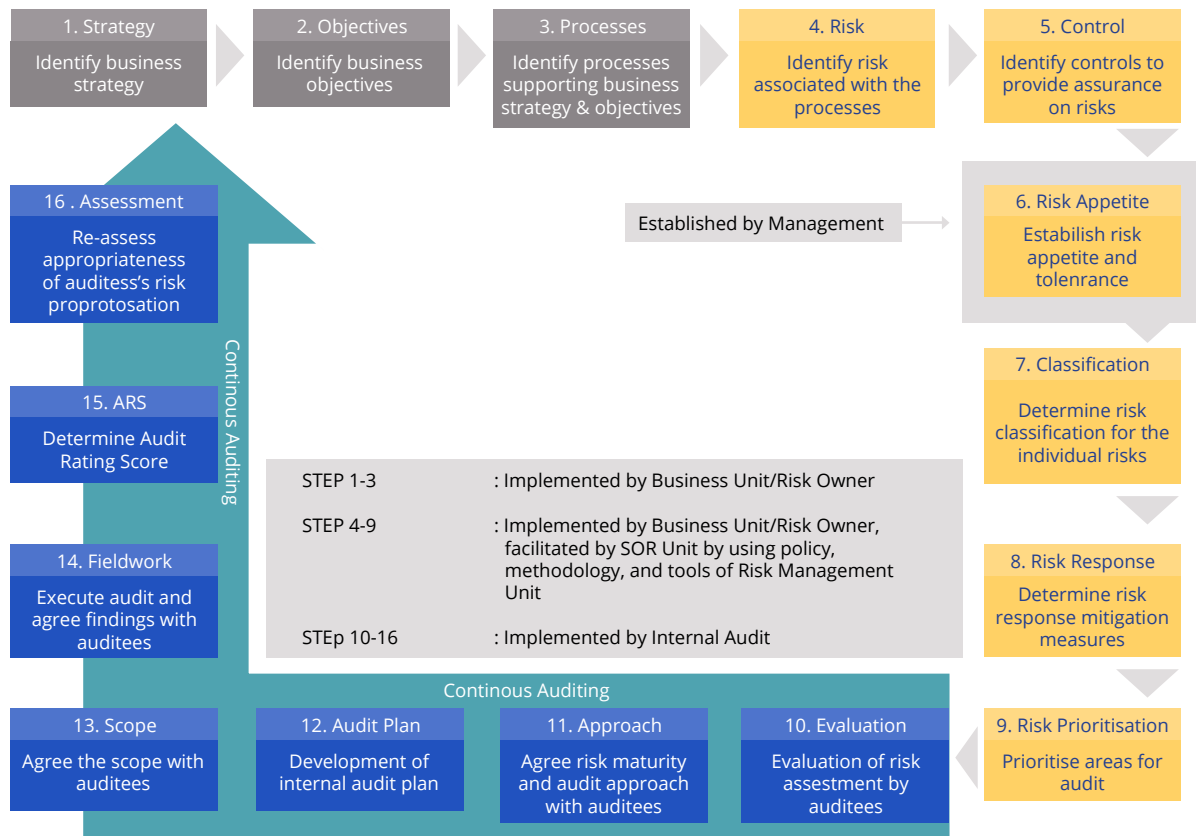 1. Strategy
Identify business
strategy
2. Objectives
Identify business
objectives
3. Processes
Identify processes
supporting business
strategy & objectives
4. Risk
Identify risk
associated with the
processes
5. Control
Identify controls to
provide assurance
on risks
Established by Management
6. Risk Appetite
Estabilish risk
appetite and
tolenrance
7. Classification
Determine risk
classification for the
individual risks
8. Risk Response
Determine risk
response mitigation
measures
9. Risk Prioritisation
Prioritise areas for
audit
10. Evaluation
Evaluation of risk
assestment by
auditees
11. Approach
Agree risk maturity
and audit approach
with auditees
12. Audit Plan
Development of
internal audit plan
13. Scope
Agree the scope with
auditees
14. Fieldwork
Execute audit and
agree findings with
auditees
15. ARS
Determine Audit
Rating Score
16 . Assessment
Re-assess
appropriateness
of auditess's risk
proprotosation
Continous Auditing
Continous Auditing
STEP 1-3 : Implemented by Business Unit/Risk Owner
STEP 4-9 : Implemented by Business Unit/Risk Owner,
facilitated by SOR Unit by using policy,
methodology, and tools of Risk Management
Unit
STEp 10-16 : Implemented by Internal Audit